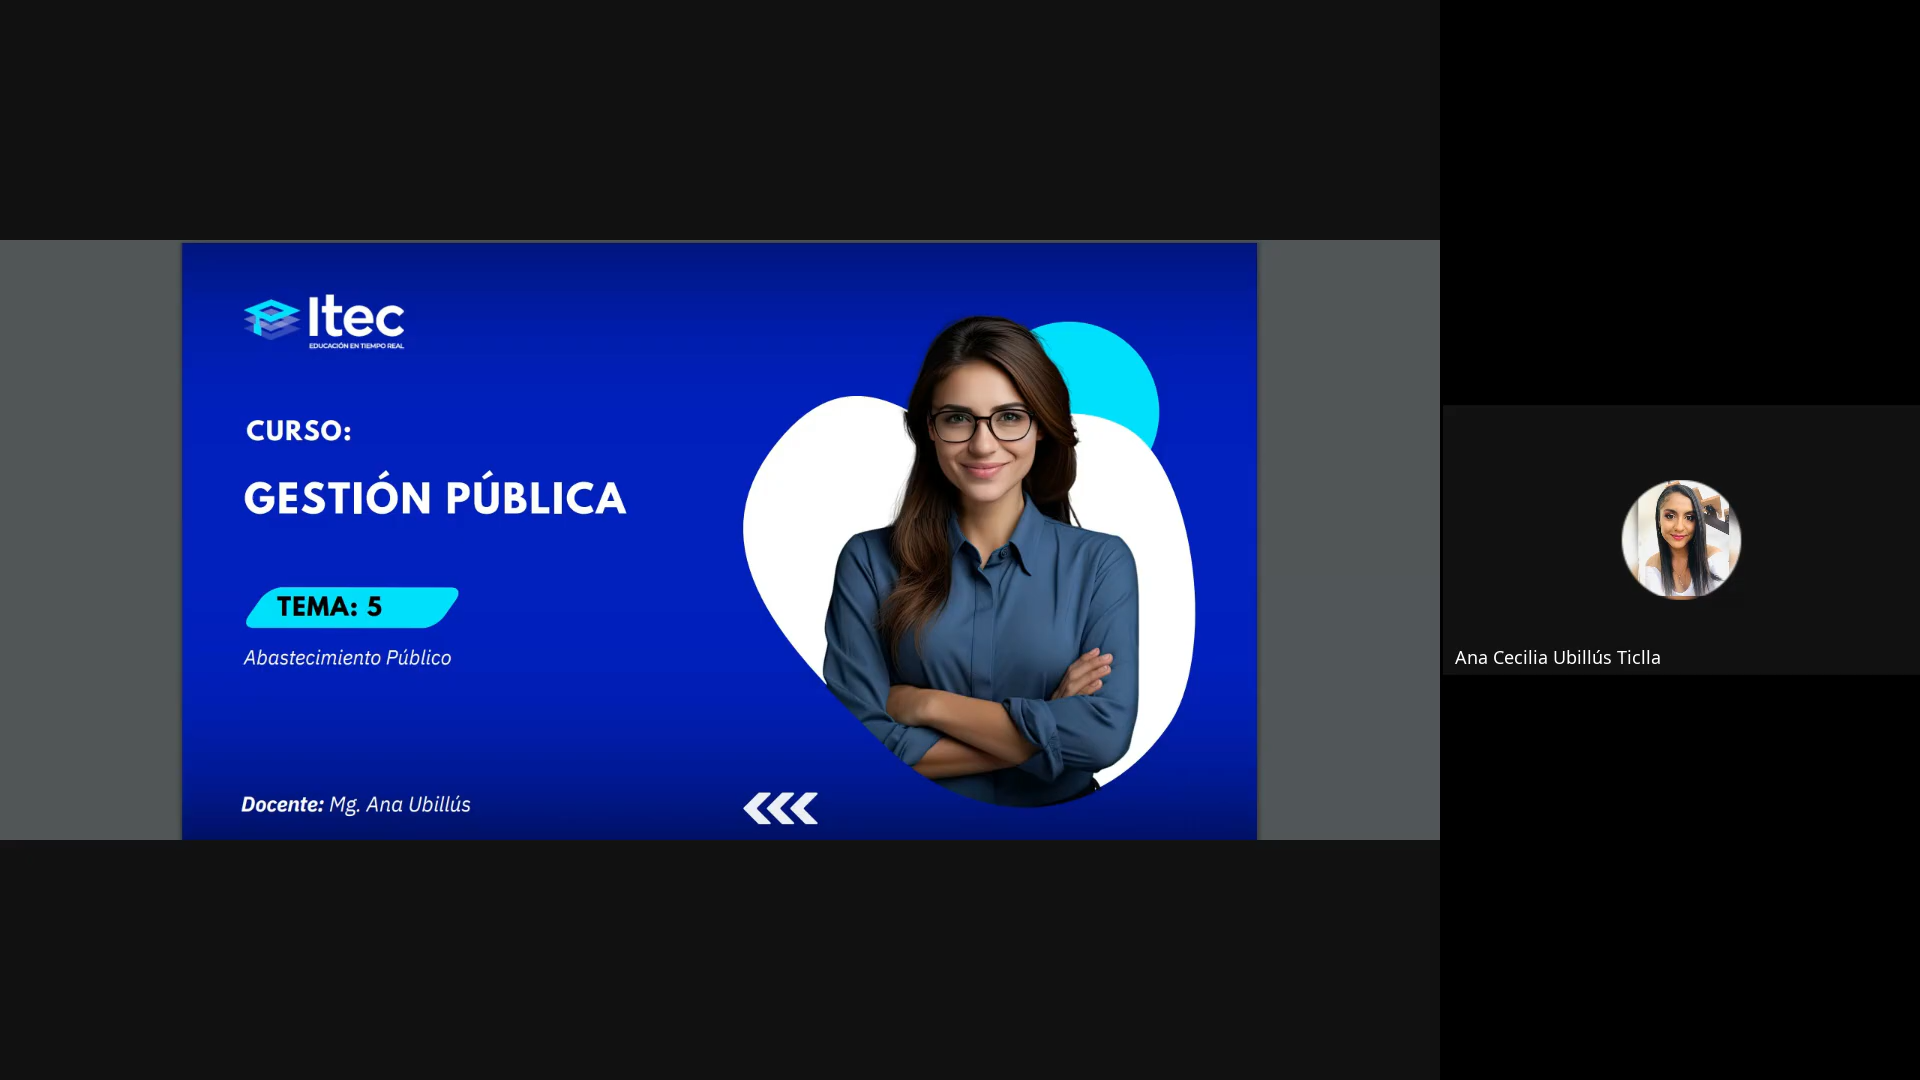 Itec
EDUCACIÓN EN TIEMPO REAL
CURSO:
GESTIÓN PÚBLICA
TEMA: 5
Abastecimiento Público
Docente: Mg. Ana Ubillús
Ana Cecilia Ubillús Ticlla